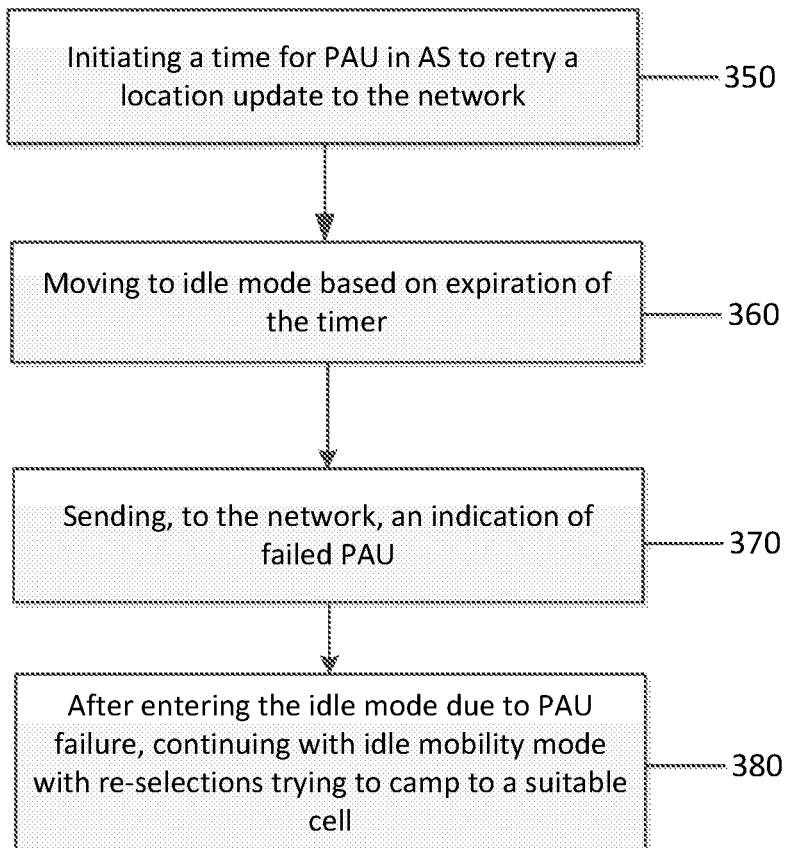 Initiating a time for PAU in AS to retry a
location update to the network
350
Moving to idle mode based on expiration of
the timer
360
Sending, to the network, an indication of
failed PAU
370
After entering the idle mode due to PAU
failure, continuing with idle mobility mode
with re-selections trying to camp to a suitable
cell
380